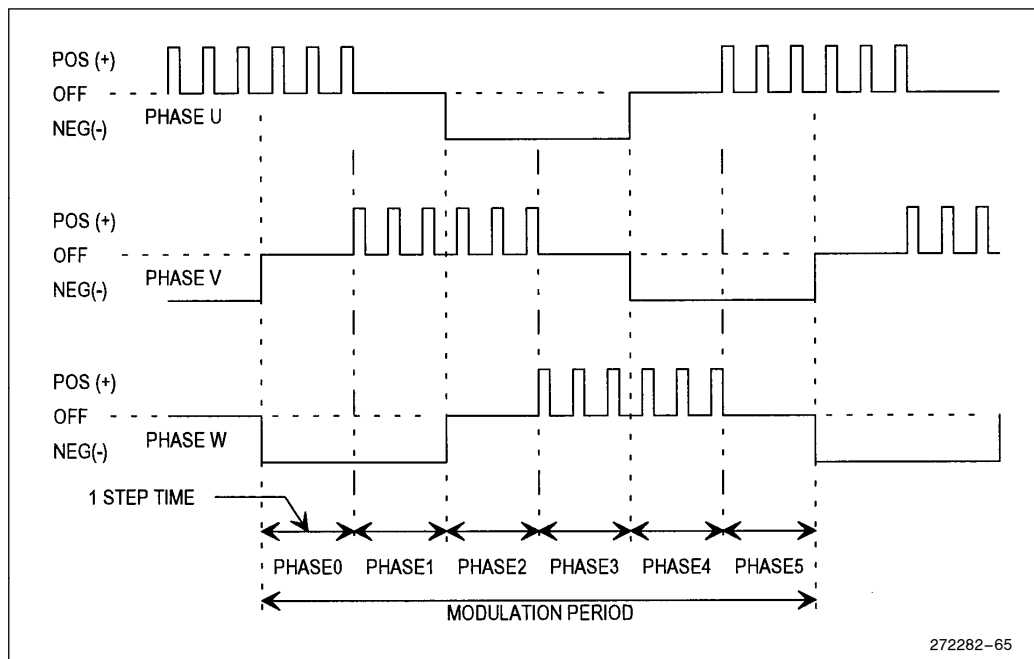 POS (+)
OFF
PHASE U
NEG(-)
POS (+)
OFF
PHASE V
NEG(-)
POS (+)
OFF
PHASE W
NEG(-)
1 STEP TIME
PHASE0 PHASE1 PHASE2 PHASE3 PHASE4 PHASE5
MODULATION PERIOD
272282-65